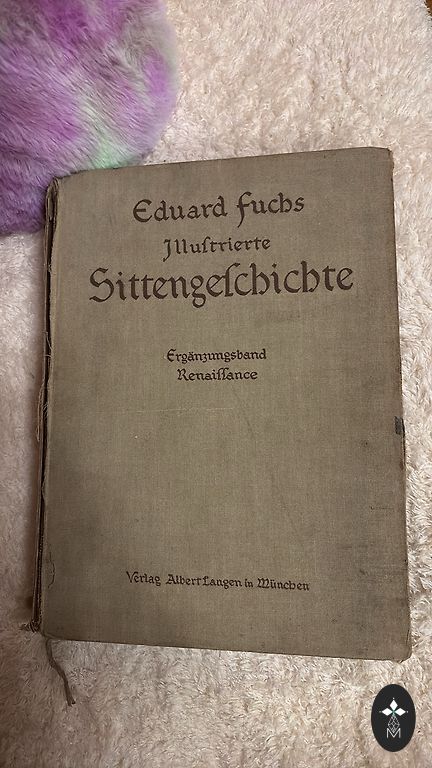 Eduard Fuchs
Illuſtrierte
Sittengeſchichte
Ergänzungsband
Renaiſſance
Verlag Albert Langen in München
M